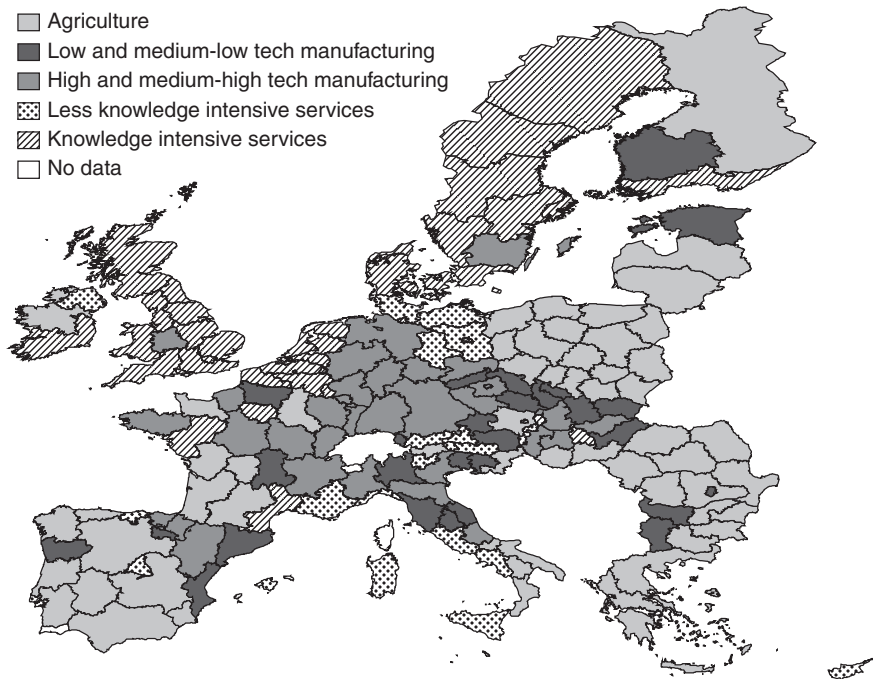 Agriculture
Low and medium-low tech manufacturing
High and medium-high tech manufacturing
Less knowledge intensive services
Knowledge intensive services
No data